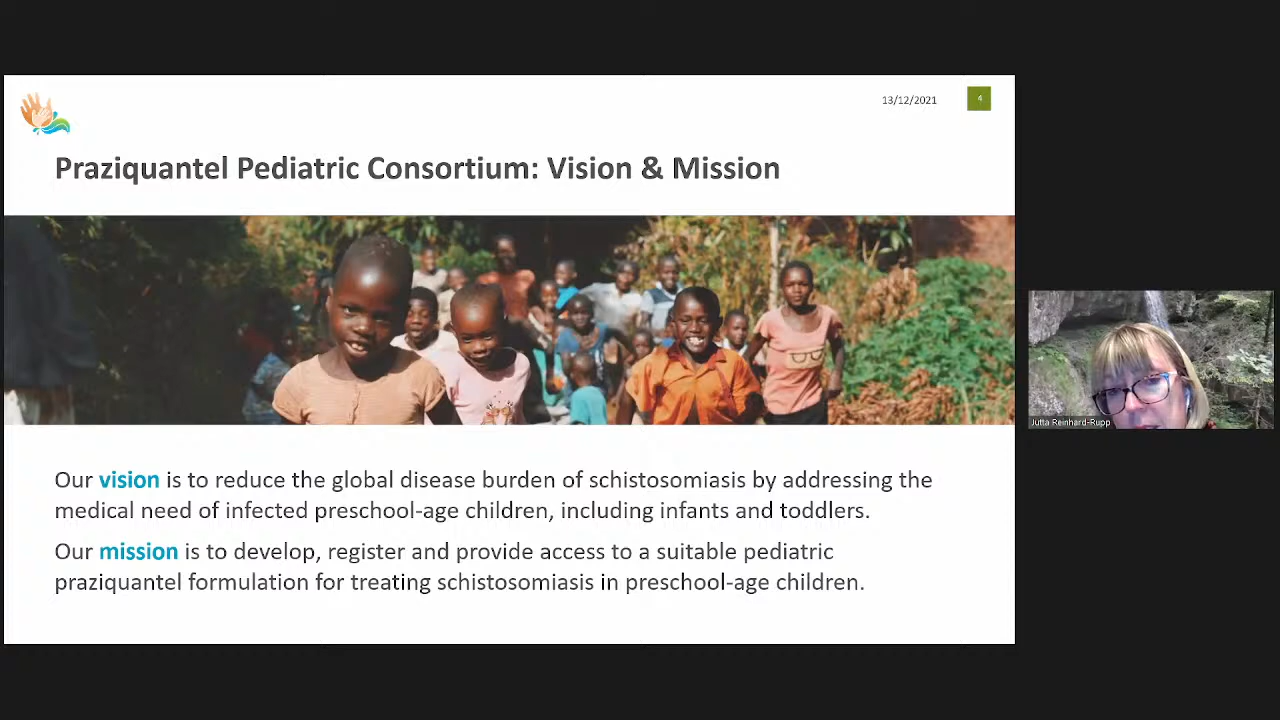 13/12/2021
4
Praziquantel Pediatric Consortium: Vision & Mission
Our vision is to reduce the global disease burden of schistosomiasis by addressing the
medical need of infected preschool-age children, including infants and toddlers.
Our mission is to develop, register and provide access to a suitable pediatric
praziquantel formulation for treating schistosomiasis in preschool-age children.
Jutta Reinhard-Rupp